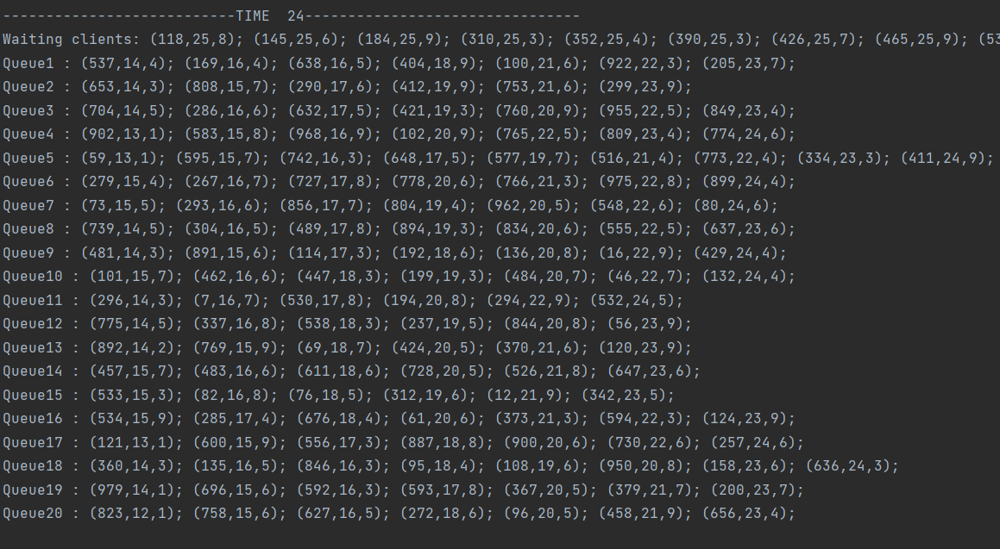 ---------------------------TIME  24--------------------------------
Waiting clients: (118,25,8); (145,25,6); (184,25,9); (310,25,3); (352,25,4); (390,25,3); (426,25,7); (465,25,9); (53
Queue1 : (537,14,4); (169,16,4); (638,16,5); (404,18,9); (100,21,6); (922,22,3); (205,23,7);
Queue2 : (653,14,3); (808,15,7); (290,17,6); (412,19,9); (753,21,6); (299,23,9);
Queue3 : (704,14,5); (286,16,6); (632,17,5); (421,19,3); (760,20,9); (955,22,5); (849,23,4);
Queue4 : (902,13,1); (583,15,8); (968,16,9); (102,20,9); (765,22,5); (809,23,4); (774,24,6);
Queue5 : (59,13,1); (595,15,7); (742,16,3); (648,17,5); (577,19,7); (516,21,4); (773,22,4); (334,23,3); (411,24,9);
Queue6 : (279,15,4); (267,16,7); (727,17,8); (778,20,6); (766,21,3); (975,22,8); (899,24,4);
Queue7 : (73,15,5); (293,16,6); (856,17,7); (804,19,4); (962,20,5); (548,22,6); (80,24,6);
Queue8 : (739,14,5); (304,16,5); (489,17,8); (894,19,3); (834,20,6); (555,22,5); (637,23,6);
Queue9 : (481,14,3); (891,15,6); (114,17,3); (192,18,6); (136,20,8); (16,22,9); (429,24,4);
Queue10 : (101,15,7); (462,16,6); (447,18,3); (199,19,3); (484,20,7); (46,22,7); (132,24,4);
Queue11 : (296,14,3); (7,16,7); (530,17,8); (194,20,8); (294,22,9); (532,24,5);
Queue12 : (775,14,5); (337,16,8); (538,18,3); (237,19,5); (844,20,8); (56,23,9);
Queue13 : (892,14,2); (769,15,9); (69,18,7); (424,20,5); (370,21,6); (120,23,9);
Queue14 : (457,15,7); (483,16,6); (611,18,6); (728,20,5); (526,21,8); (647,23,6);
Queue15 : (533,15,3); (82,16,8); (76,18,5); (312,19,6); (12,21,9); (342,23,5);
Queue16 : (534,15,9); (285,17,4); (676,18,4); (61,20,6); (373,21,3); (594,22,3); (124,23,9);
Queue17 : (121,13,1); (600,15,9); (556,17,3); (887,18,8); (900,20,6); (730,22,6); (257,24,6);
Queue18 : (360,14,3); (135,16,5); (846,16,3); (95,18,4); (108,19,6); (950,20,8); (158,23,6); (636,24,3);
Queue19 : (979,14,1); (696,15,6); (592,16,3); (593,17,8); (367,20,5); (379,21,7); (200,23,7);
Queue20 : (823,12,1); (758,15,6); (627,16,5); (272,18,6); (96,20,5); (458,21,9); (656,23,4);